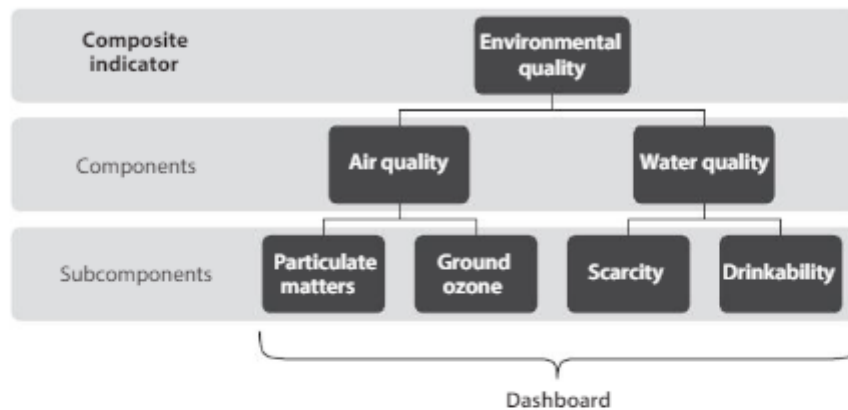 Composite
indicator
Environmental
quality
Components
Air quality
Water quality
Subcomponents
Particulate
matters
Ground
ozone
Scarcity
Drinkability
Dashboard